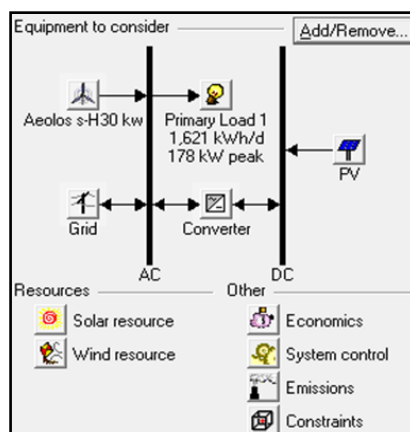 Equipment to consider
Add/Remove...
Aeolos s-H30 kw
Primary Load 1
1,621 kWh/d
178 kW peak
PV
Grid
Converter
AC
DC
Resources
Other
Solar resource
Economics
Wind resource
System control
Emissions
Constraints